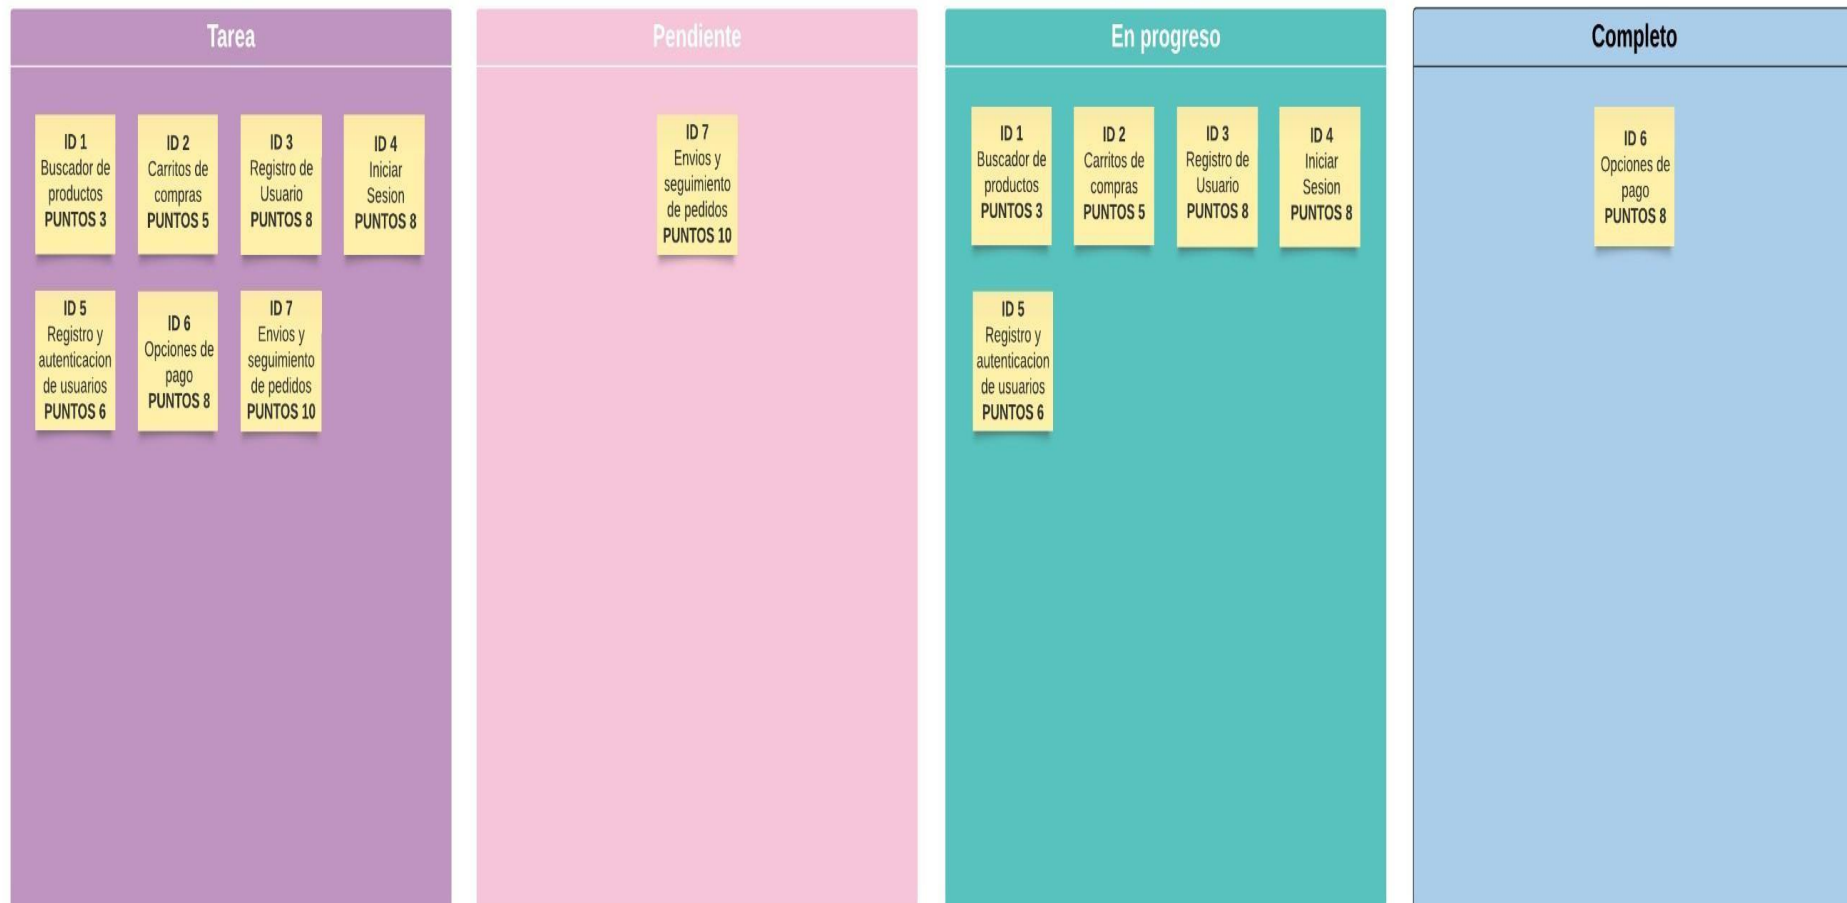 Tarea
ID 1
Buscador de
productos
PUNTOS 3
ID 2
Carritos de
compras
PUNTOS 5
ID 3
Registro de
Usuario
PUNTOS 8
ID 4
Iniciar
Sesion
PUNTOS 8
ID 5
Registro y
autenticacion
de usuarios
PUNTOS 6
ID 6
Opciones de
pago
PUNTOS 8
ID 7
Envios y
seguimiento
de pedidos
PUNTOS 10
Pendiente
ID 7
Envios y
seguimiento
de pedidos
PUNTOS 10
En progreso
ID 1
Buscador de
productos
PUNTOS 3
ID 2
Carritos de
compras
PUNTOS 5
ID 3
Registro de
Usuario
PUNTOS 8
ID 4
Iniciar
Sesion
PUNTOS 8
ID 5
Registro y
autenticacion
de usuarios
PUNTOS 6
Completo
ID 6
Opciones de
pago
PUNTOS 8